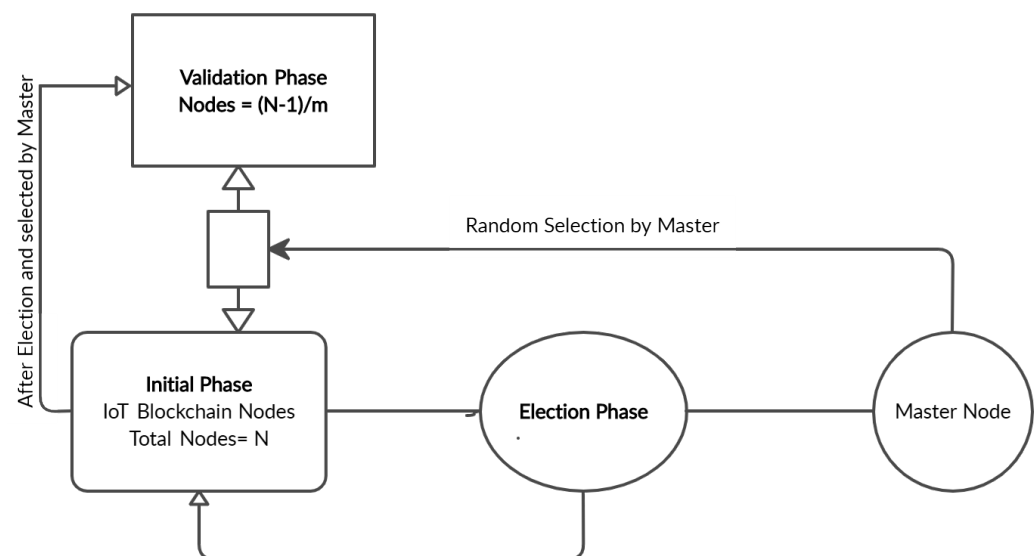 Validation Phase
Nodes = (N-1)/m
After Election and selected by Master
Random Selection by Master
Initial Phase
IoT Blockchain Nodes
Total Nodes= N
Election Phase
Master Node